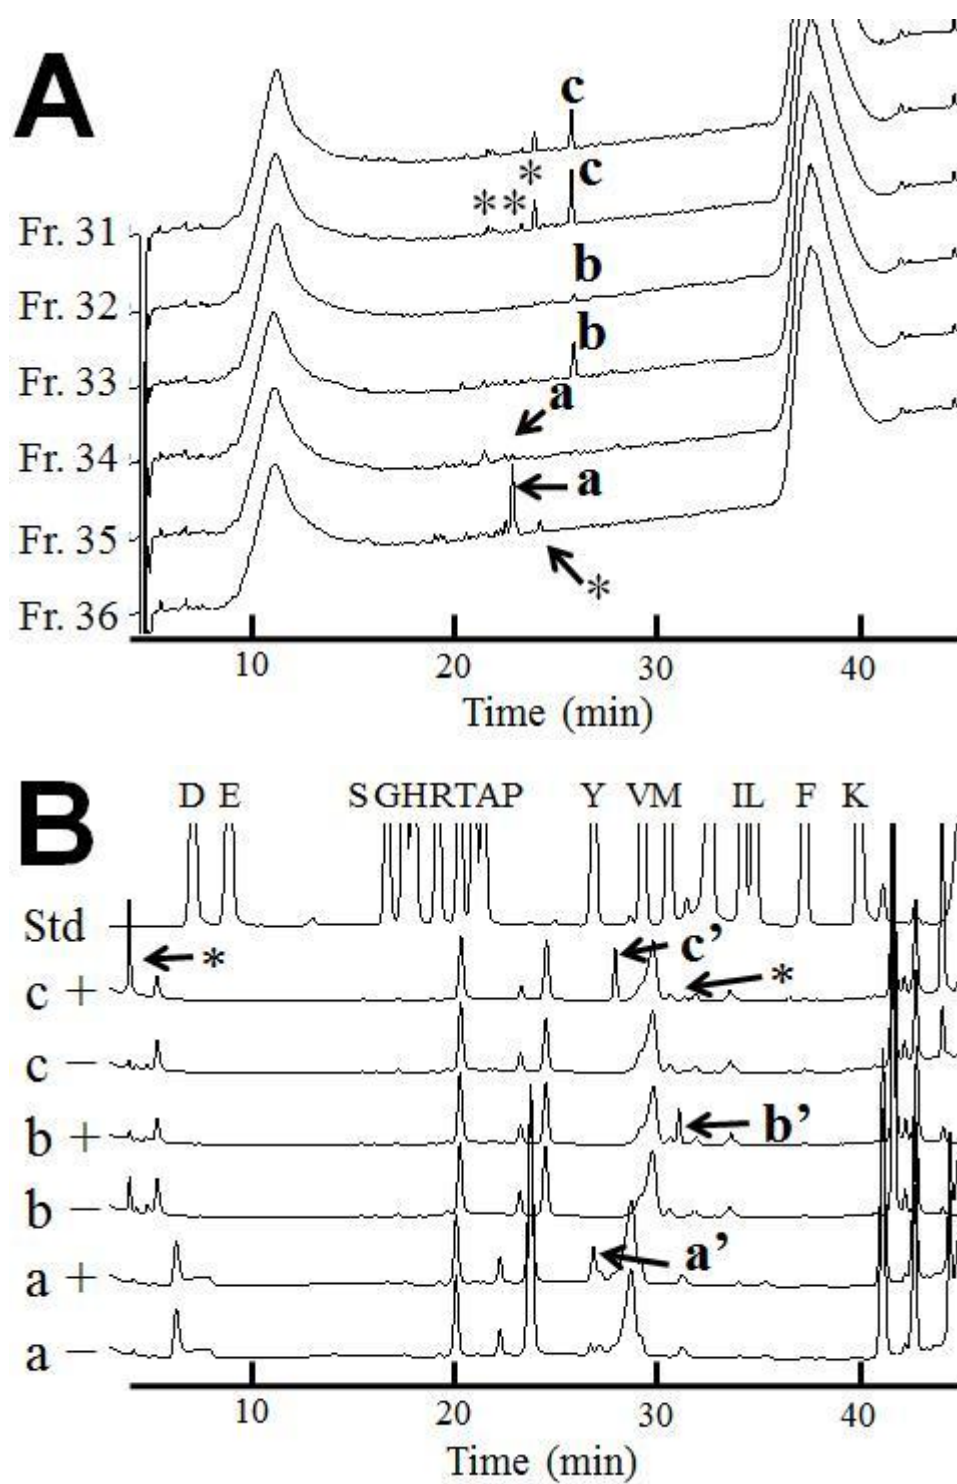 A
c
*
c
* *
Fr. 31
b
Fr. 32
b
Fr. 33
a
Fr. 34
a
Fr. 35
*
Fr. 36
10 20 30 40
Time (min)
B
D E S G H R T A P Y V M I L F K
Std
* c’
c + *
c −
b + b’
b −
a + a’
a −
10 20 30 40
Time (min)